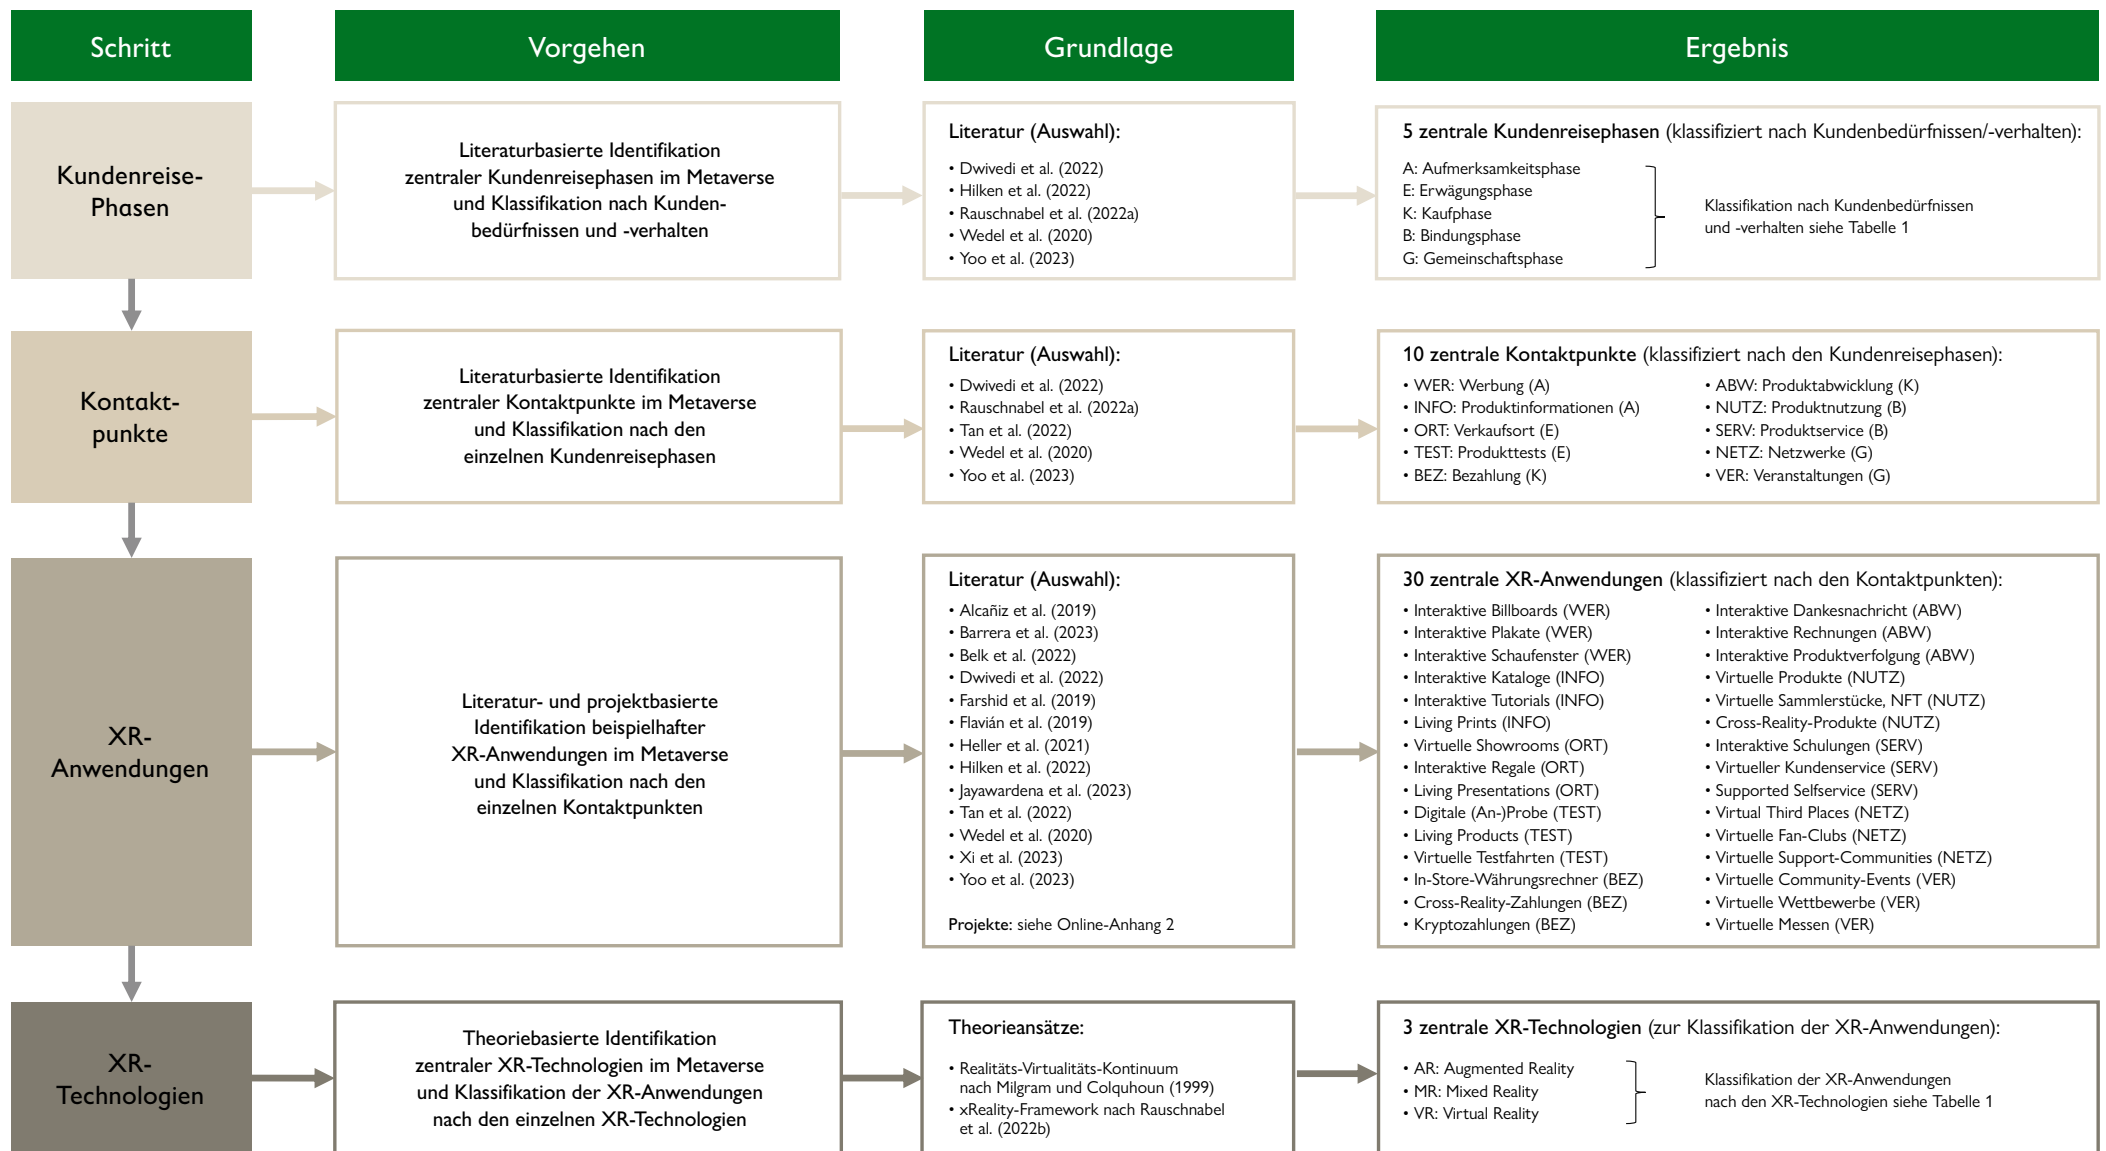 Schritt
Vorgehen
Grundlage
Ergebnis
Kundenreise-
Phasen
Literaturbasierte Identifikation
zentraler Kundenreisephasen im Metaverse
und Klassifikation nach Kunden-
bedürfnissen und -verhalten
Literatur (Auswahl):
• Dwivedi et al. (2022)
• Hilken et al. (2022)
• Rauschnabel et al. (2022a)
• Wedel et al. (2020)
• Yoo et al. (2023)
5 zentrale Kundenreisephasen (klassifiziert nach Kundenbedürfnissen/-verhalten):
A: Aufmerksamkeitsphase
E: Erwägungsphase
K: Kaufphase
B: Bindungsphase
G: Gemeinschaftsphase
Klassifikation nach Kundenbedürfnissen
und -verhalten siehe Tabelle 1
Kontakt-
punkte
Literaturbasierte Identifikation
zentraler Kontaktpunkte im Metaverse
und Klassifikation nach den
einzelnen Kundenreisephasen
Literatur (Auswahl):
• Dwivedi et al. (2022)
• Rauschnabel et al. (2022a)
• Tan et al. (2022)
• Wedel et al. (2020)
• Yoo et al. (2023)
10 zentrale Kontaktpunkte (klassifiziert nach den Kundenreisephasen):
• WER: Werbung (A)
• INFO: Produktinformationen (A)
• ORT: Verkaufsort (E)
• TEST: Produkttests (E)
• BEZ: Bezahlung (K)
• ABW: Produktabwicklung (K)
• NUTZ: Produktnutzung (B)
• SERV: Produktservice (B)
• NETZ: Netzwerke (G)
• VER: Veranstaltungen (G)
XR-
Anwendungen
Literatur- und projektbasierte
Identifikation beispielhafter
XR-Anwendungen im Metaverse
und Klassifikation nach den
einzelnen Kontaktpunkten
Literatur (Auswahl):
• Alcañiz et al. (2019)
• Barrera et al. (2023)
• Belk et al. (2022)
• Dwivedi et al. (2022)
• Farshid et al. (2019)
• Flavián et al. (2019)
• Heller et al. (2021)
• Hilken et al. (2022)
• Jayawardena et al. (2023)
• Tan et al. (2022)
• Wedel et al. (2020)
• Xi et al. (2023)
• Yoo et al. (2023)
Projekte: siehe Online-Anhang 2
30 zentrale XR-Anwendungen (klassifiziert nach den Kontaktpunkten):
• Interaktive Billboards (WER)
• Interaktive Plakate (WER)
• Interaktive Schaufenster (WER)
• Interaktive Kataloge (INFO)
• Interaktive Tutorials (INFO)
• Living Prints (INFO)
• Virtuelle Showrooms (ORT)
• Interaktive Regale (ORT)
• Living Presentations (ORT)
• Digitale (An-)Probe (TEST)
• Living Products (TEST)
• Virtuelle Testfahrten (TEST)
• In-Store-Währungsrechner (BEZ)
• Cross-Reality-Zahlungen (BEZ)
• Kryptozahlungen (BEZ)
• Interaktive Dankesnachricht (ABW)
• Interaktive Rechnungen (ABW)
• Interaktive Produktverfolgung (ABW)
• Virtuelle Produkte (NUTZ)
• Virtuelle Sammlerstücke, NFT (NUTZ)
• Cross-Reality-Produkte (NUTZ)
• Interaktive Schulungen (SERV)
• Virtueller Kundenservice (SERV)
• Supported Selfservice (SERV)
• Virtual Third Places (NETZ)
• Virtuelle Fan-Clubs (NETZ)
• Virtuelle Support-Communities (NETZ)
• Virtuelle Community-Events (VER)
• Virtuelle Wettbewerbe (VER)
• Virtuelle Messen (VER)
XR-
Technologien
Theoriebasierte Identifikation
zentraler XR-Technologien im Metaverse
und Klassifikation der XR-Anwendungen
nach den einzelnen XR-Technologien
Theorieansätze:
• Realitäts-Virtualitäts-Kontinuum
nach Milgram und Colquhoun (1999)
• xReality-Framework nach Rauschnabel
et al. (2022b)
3 zentrale XR-Technologien (zur Klassifikation der XR-Anwendungen):
• AR: Augmented Reality
• MR: Mixed Reality
• VR: Virtual Reality
Klassifikation der XR-Anwendungen
nach den XR-Technologien siehe Tabelle 1